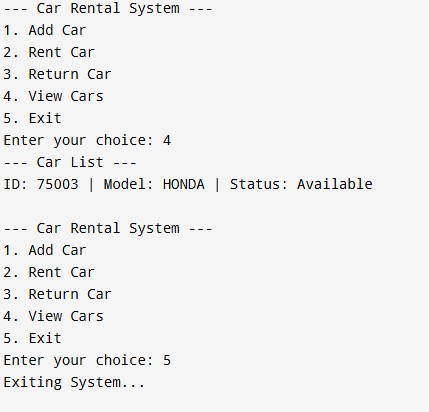 --- Car Rental System ---
1. Add Car
2. Rent Car
3. Return Car
4. View Cars
5. Exit
Enter your choice: 4
--- Car List ---
ID: 75003 | Model: HONDA | Status: Available
--- Car Rental System ---
1. Add Car
2. Rent Car
3. Return Car
4. View Cars
5. Exit
Enter your choice: 5
Exiting System...